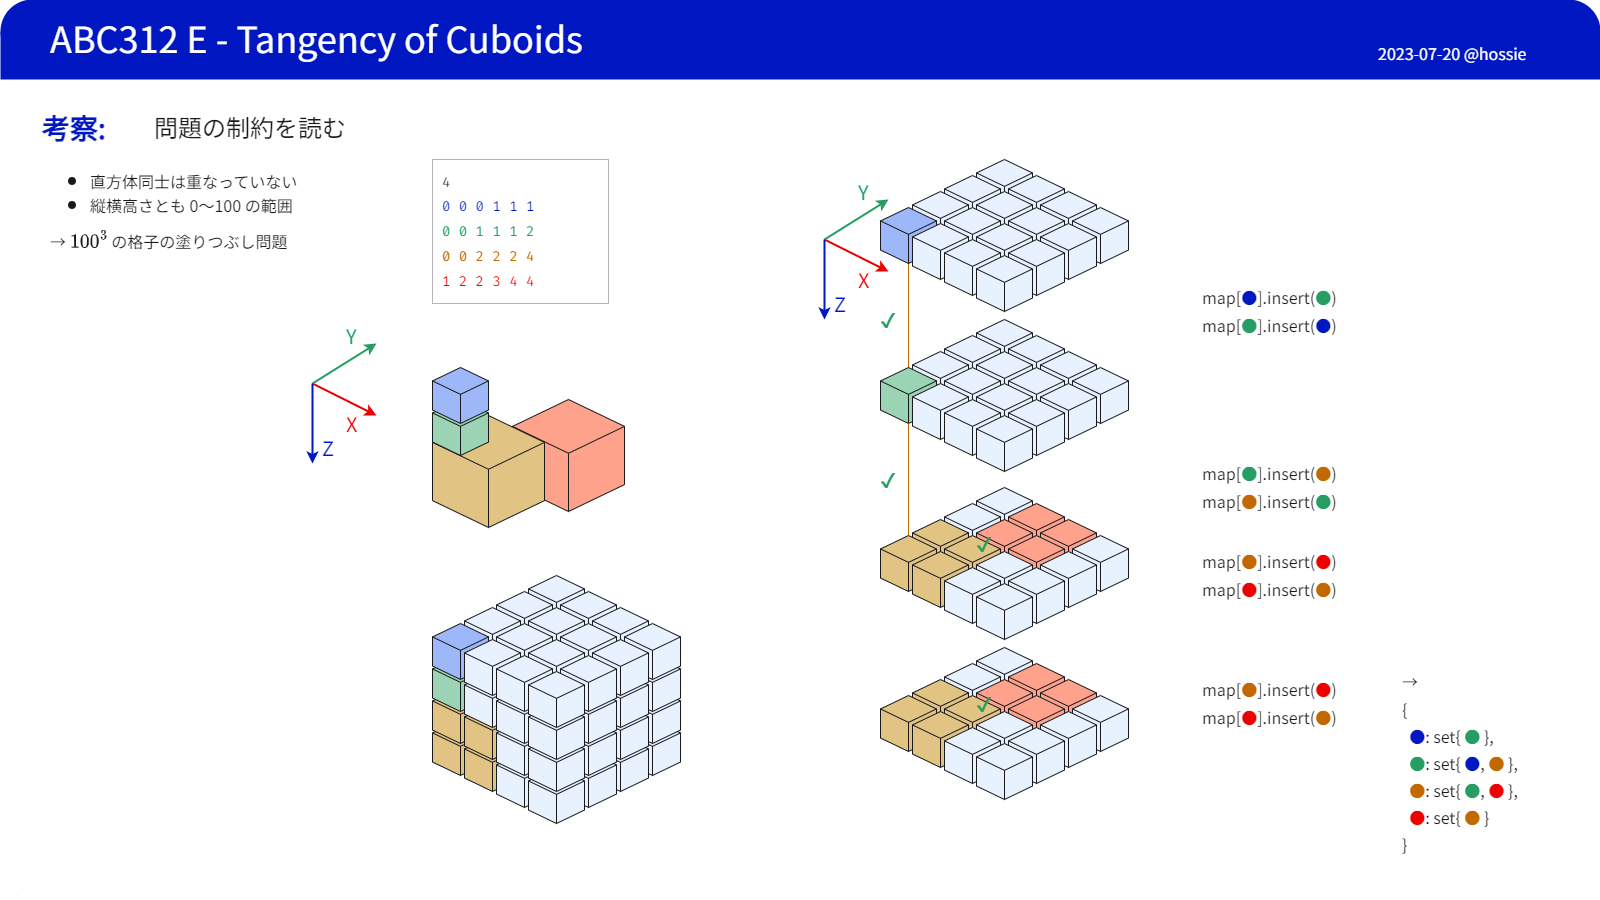 ABC312 E - Tangency of Cuboids
2023-07-20 @hossie
考察:
問題の制約を読む
● 直方体同士は重なっていない
● 縦横高さとも 0〜100 の範囲
→ 100³ の格子の塗りつぶし問題
4
0 0 0 1 1 1
0 0 1 1 1 2
0 0 2 2 2 4
1 2 2 3 4 4
Y
X
Z
Y
X
Z
✓
✓
✓
✓
map[●].insert(●)
map[●].insert(●)
map[●].insert(●)
map[●].insert(●)
map[●].insert(●)
map[●].insert(●)
map[●].insert(●)
map[●].insert(●)
→
{
●: set{ ● },
●: set{ ●, ● },
●: set{ ●, ● },
●: set{ ● }
}